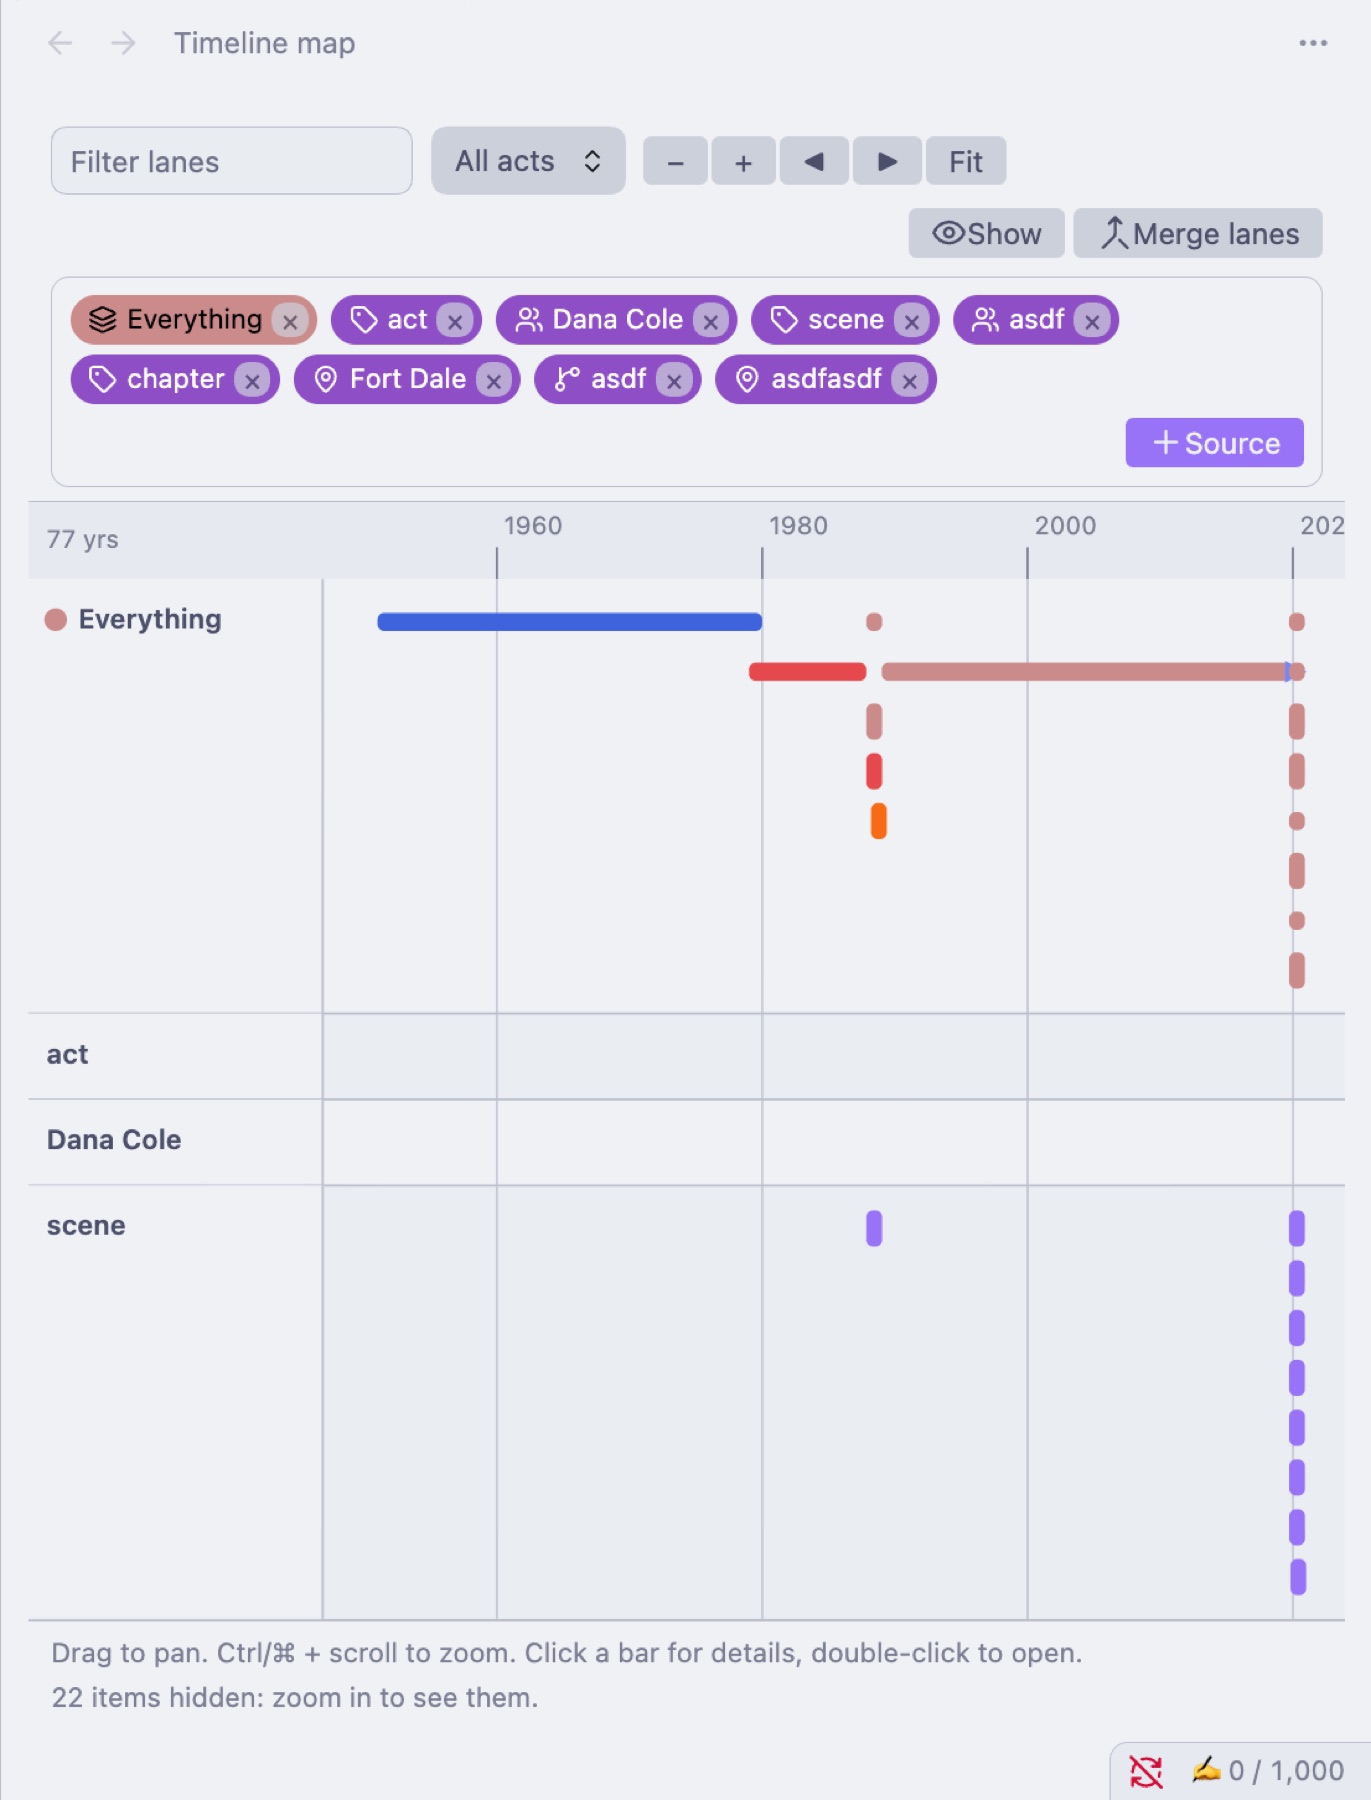 Timeline map
Filter lanes
All acts
− + ◀ ▶ Fit
Show Merge lanes
Everything × act × Dana Cole × scene × asdf ×
chapter × Fort Dale × asdf × asdfasdf ×
+ Source
77 yrs 1960 1980 2000 202
Everything
act
Dana Cole
scene
Drag to pan. Ctrl/⌘ + scroll to zoom. Click a bar for details, double-click to open.
22 items hidden: zoom in to see them.
✍️ 0 / 1,000